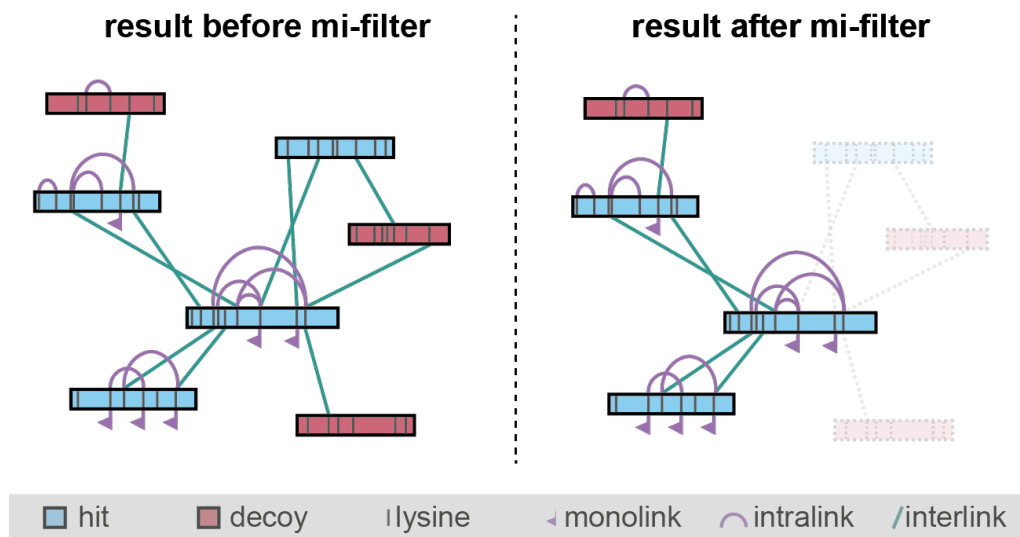 result before mi-filter
result after mi-filter
hit decoy lysine monolink intralink interlink